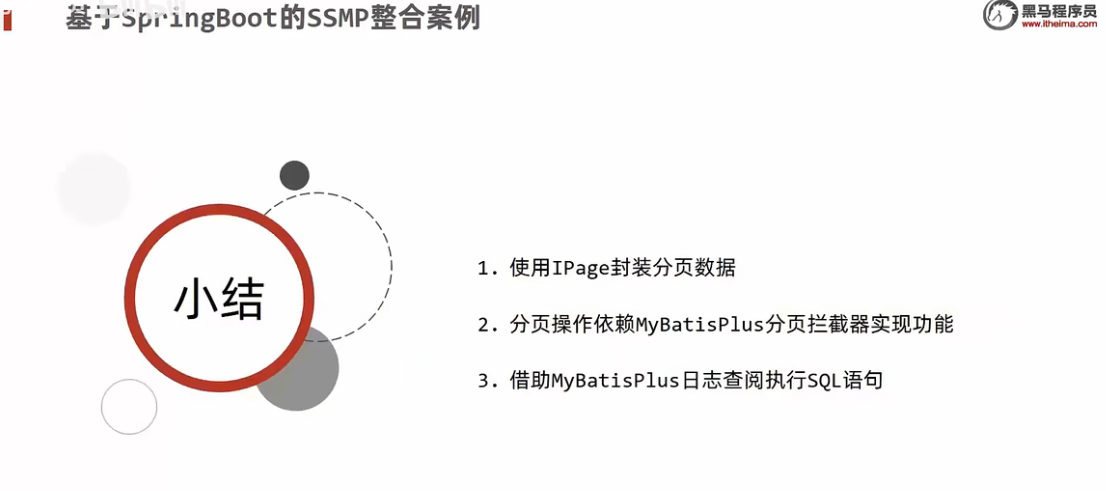 基于SpringBoot的SSMP整合案例
黑马程序员
www.itheima.com
小结
1. 使用IPage封装分页数据
2. 分页操作依赖MyBatisPlus分页拦截器实现功能
3. 借助MyBatisPlus日志查阅执行SQL语句